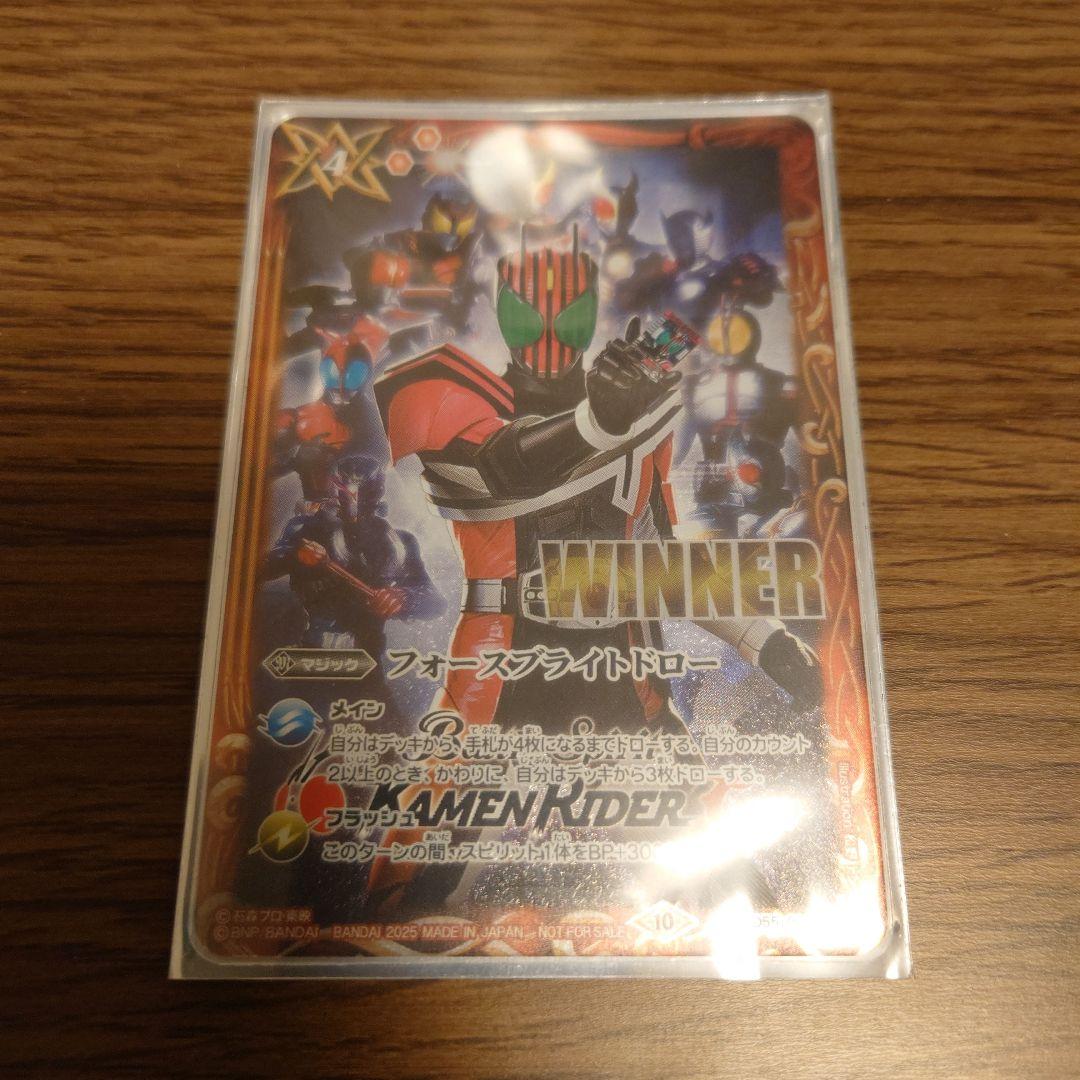 4
WINNER
マジック フォースブライトドロー
メイン
自分はデッキから、手札が4枚になるまでドローする。自分のカウント
2以上のとき、かわりに、自分はデッキから3枚ドローする。
KAMEN RIDER
フラッシュ
このターンの間、スピリット1体をBP+30
©石森プロ・東映
©BNP/BANDAI BANDAI 2025 MADE IN JAPAN NOT FOR SALE
10